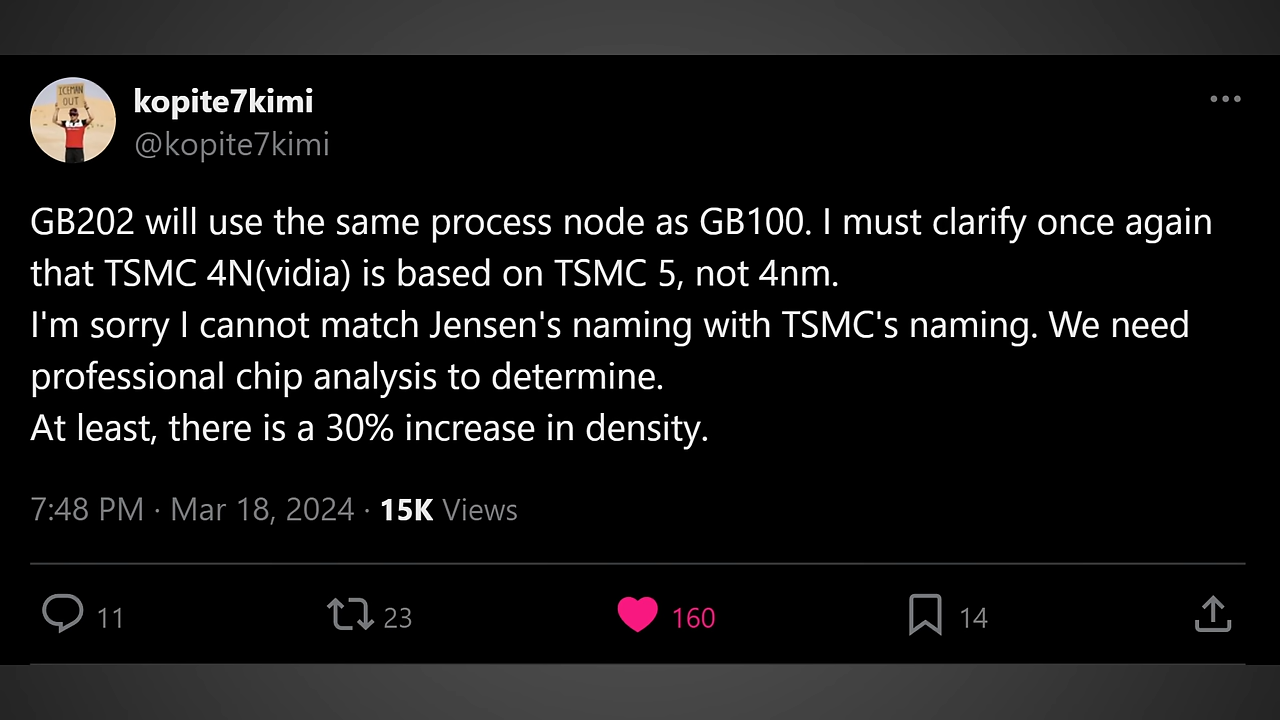 ICEMAN
OUT
kopite7kimi
@kopite7kimi
GB202 will use the same process node as GB100. I must clarify once again
that TSMC 4N(vidia) is based on TSMC 5, not 4nm.
I'm sorry I cannot match Jensen's naming with TSMC's naming. We need
professional chip analysis to determine.
At least, there is a 30% increase in density.
7:48 PM · Mar 18, 2024 · 15K Views
11 23 160 14